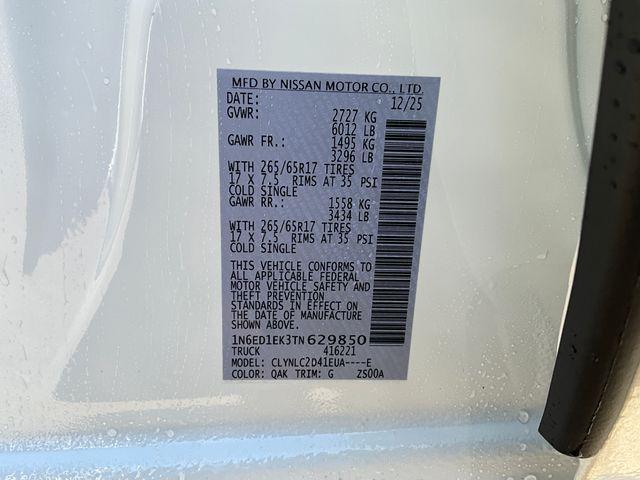 MFD BY NISSAN MOTOR CO., LTD.
DATE: 12/25
GVWR: 2727 KG
6012 LB
GAWR FR.: 1495 KG
3296 LB
WITH 265/65R17 TIRES
17 X 7.5 RIMS AT 35 PSI
COLD SINGLE
GAWR RR.: 1558 KG
3434 LB
WITH 265/65R17 TIRES
17 X 7.5 RIMS AT 35 PSI
COLD SINGLE
THIS VEHICLE CONFORMS TO
ALL APPLICABLE FEDERAL
MOTOR VEHICLE SAFETY AND
THEFT PREVENTION
STANDARDS IN EFFECT ON
THE DATE OF MANUFACTURE
SHOWN ABOVE.
1N6ED1EK3TN629850
TRUCK 416221
MODEL: CLYNLC2D41EUA----E
COLOR: QAK TRIM: G ZS00A